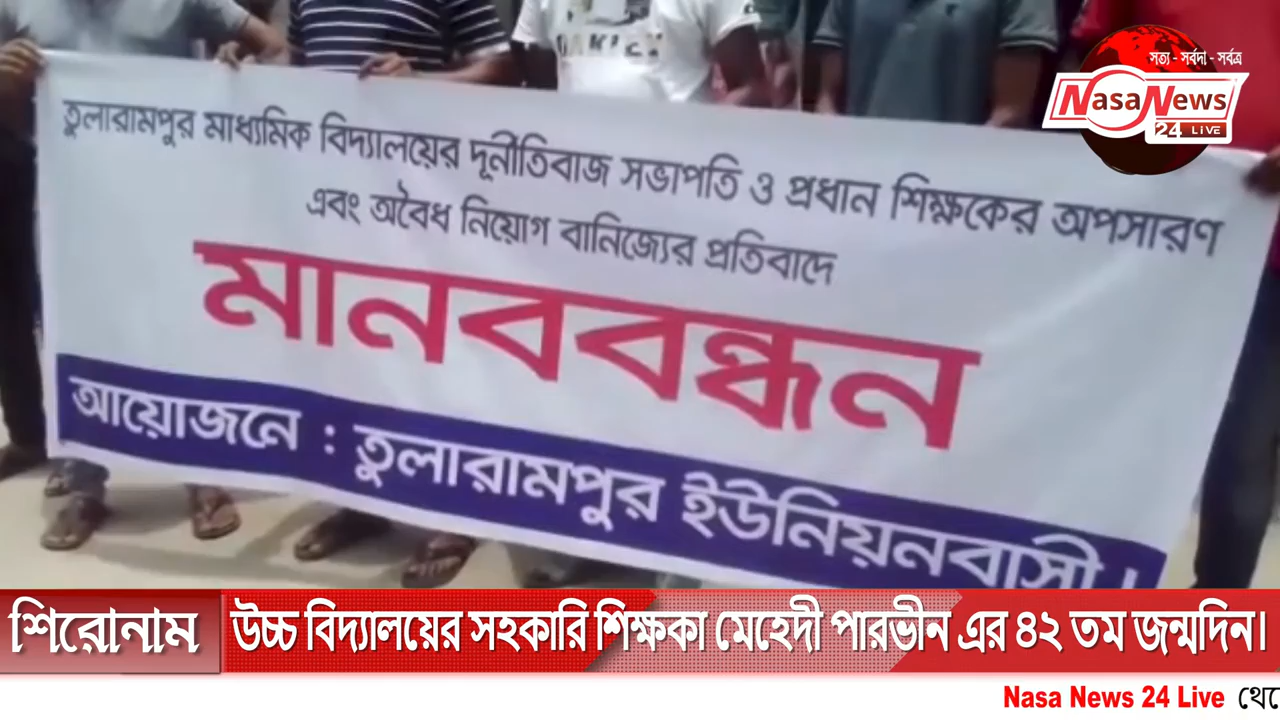 সত্য - সর্বদা - সর্বত্র
NasaNews
24 LIVE
তুলারামপুর মাধ্যমিক বিদ্যালয়ের দূর্নীতিবাজ সভাপতি ও প্রধান শিক্ষকের অপসারণ
এবং অবৈধ নিয়োগ বানিজ্যের প্রতিবাদে
মানববন্ধন
আয়োজনে : তুলারামপুর ইউনিয়নবাসী।
শিরোনাম
উচ্চ বিদ্যালয়ের সহকারি শিক্ষকা মেহেদী পারভীন এর ৪২ তম জন্মদিন।
Nasa News 24 Live